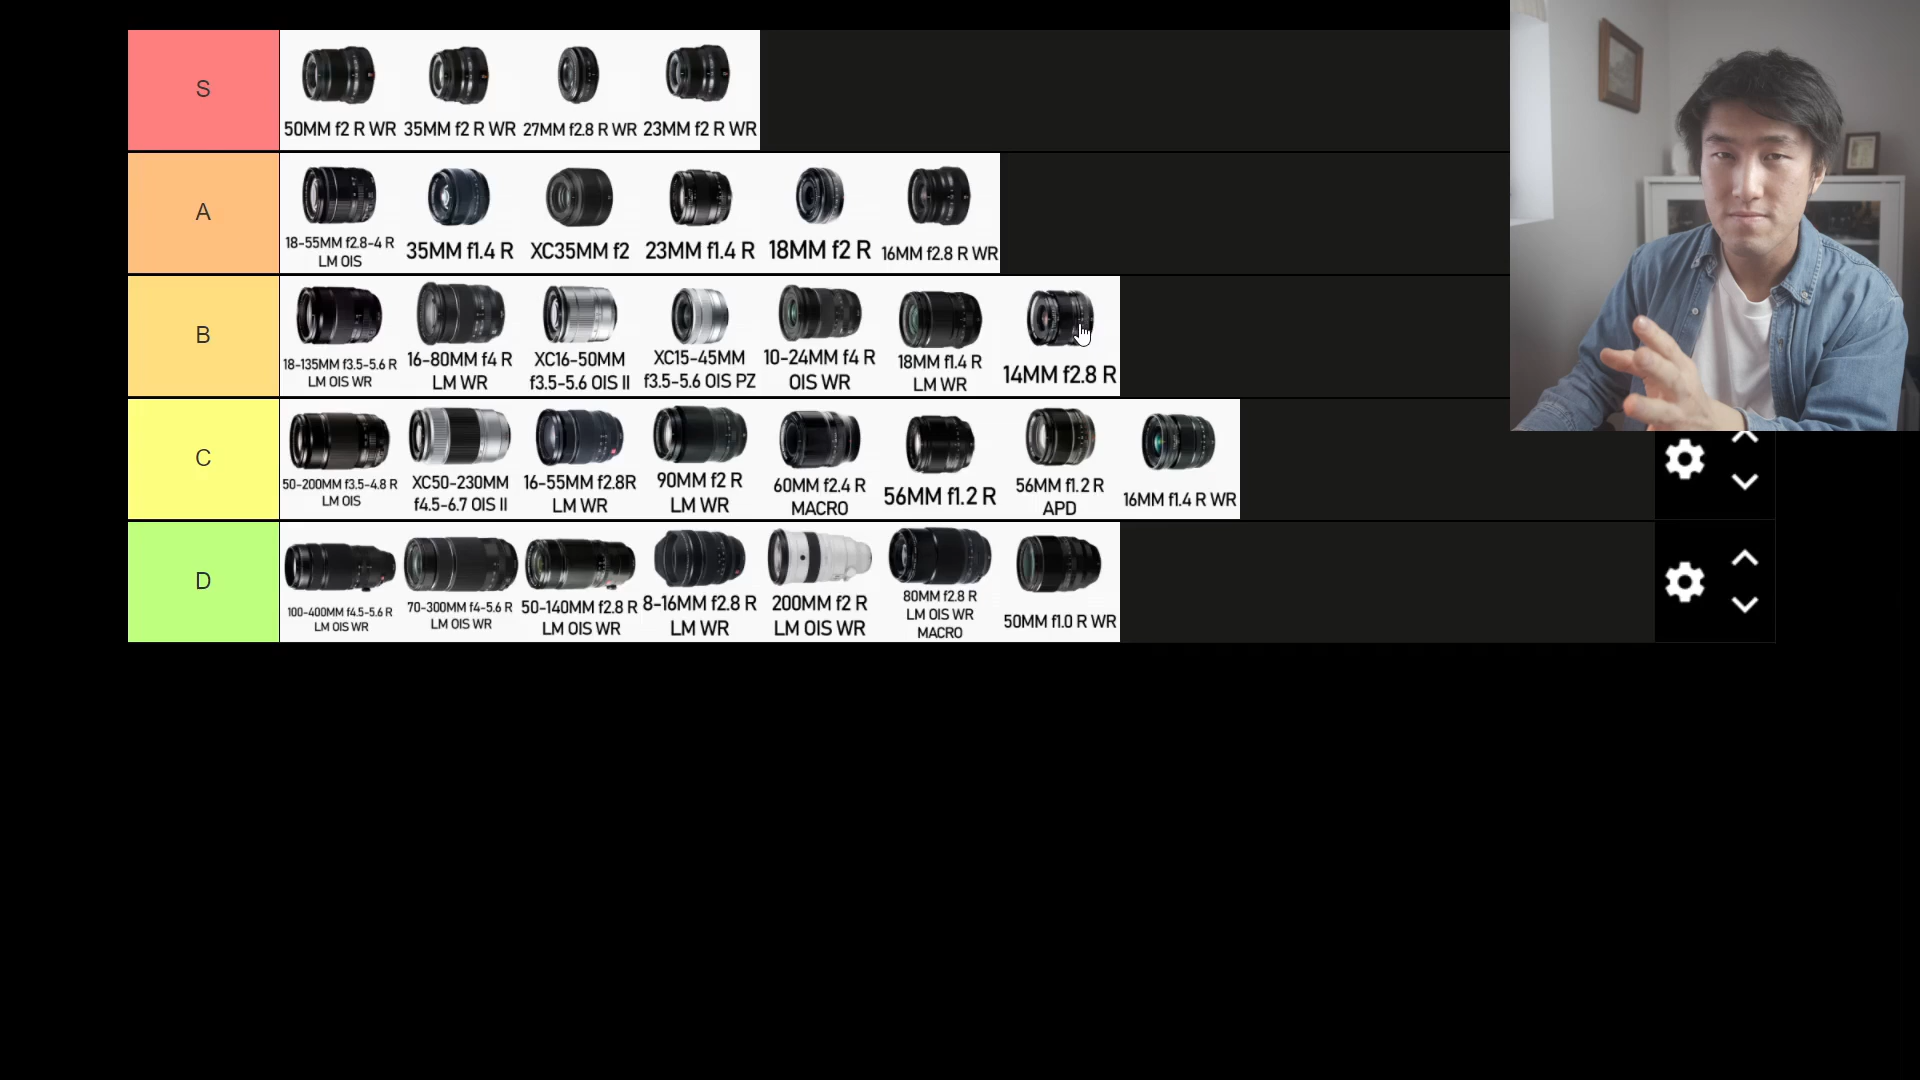 S
50MM f2 R WR
35MM f2 R WR
27MM f2.8 R WR
23MM f2 R WR
A
18-55MM f2.8-4 R
LM OIS
35MM f1.4 R
XC35MM f2
23MM f1.4 R
18MM f2 R
16MM f2.8 R WR
B
18-135MM f3.5-5.6 R
LM OIS WR
16-80MM f4 R
LM WR
XC16-50MM
f3.5-5.6 OIS II
XC15-45MM
f3.5-5.6 OIS PZ
10-24MM f4 R
OIS WR
18MM f1.4 R
LM WR
14MM f2.8 R
C
50-200MM f3.5-4.8 R
LM OIS
XC50-230MM
f4.5-6.7 OIS II
16-55MM f2.8R
LM WR
90MM f2 R
LM WR
60MM f2.4 R
MACRO
56MM f1.2 R
56MM f1.2 R
APD
16MM f1.4 R WR
D
100-400MM f4.5-5.6 R
LM OIS WR
70-300MM f4-5.6 R
LM OIS WR
50-140MM f2.8 R
LM OIS WR
8-16MM f2.8 R
LM WR
200MM f2 R
LM OIS WR
80MM f2.8 R
LM OIS WR
MACRO
50MM f1.0 R WR